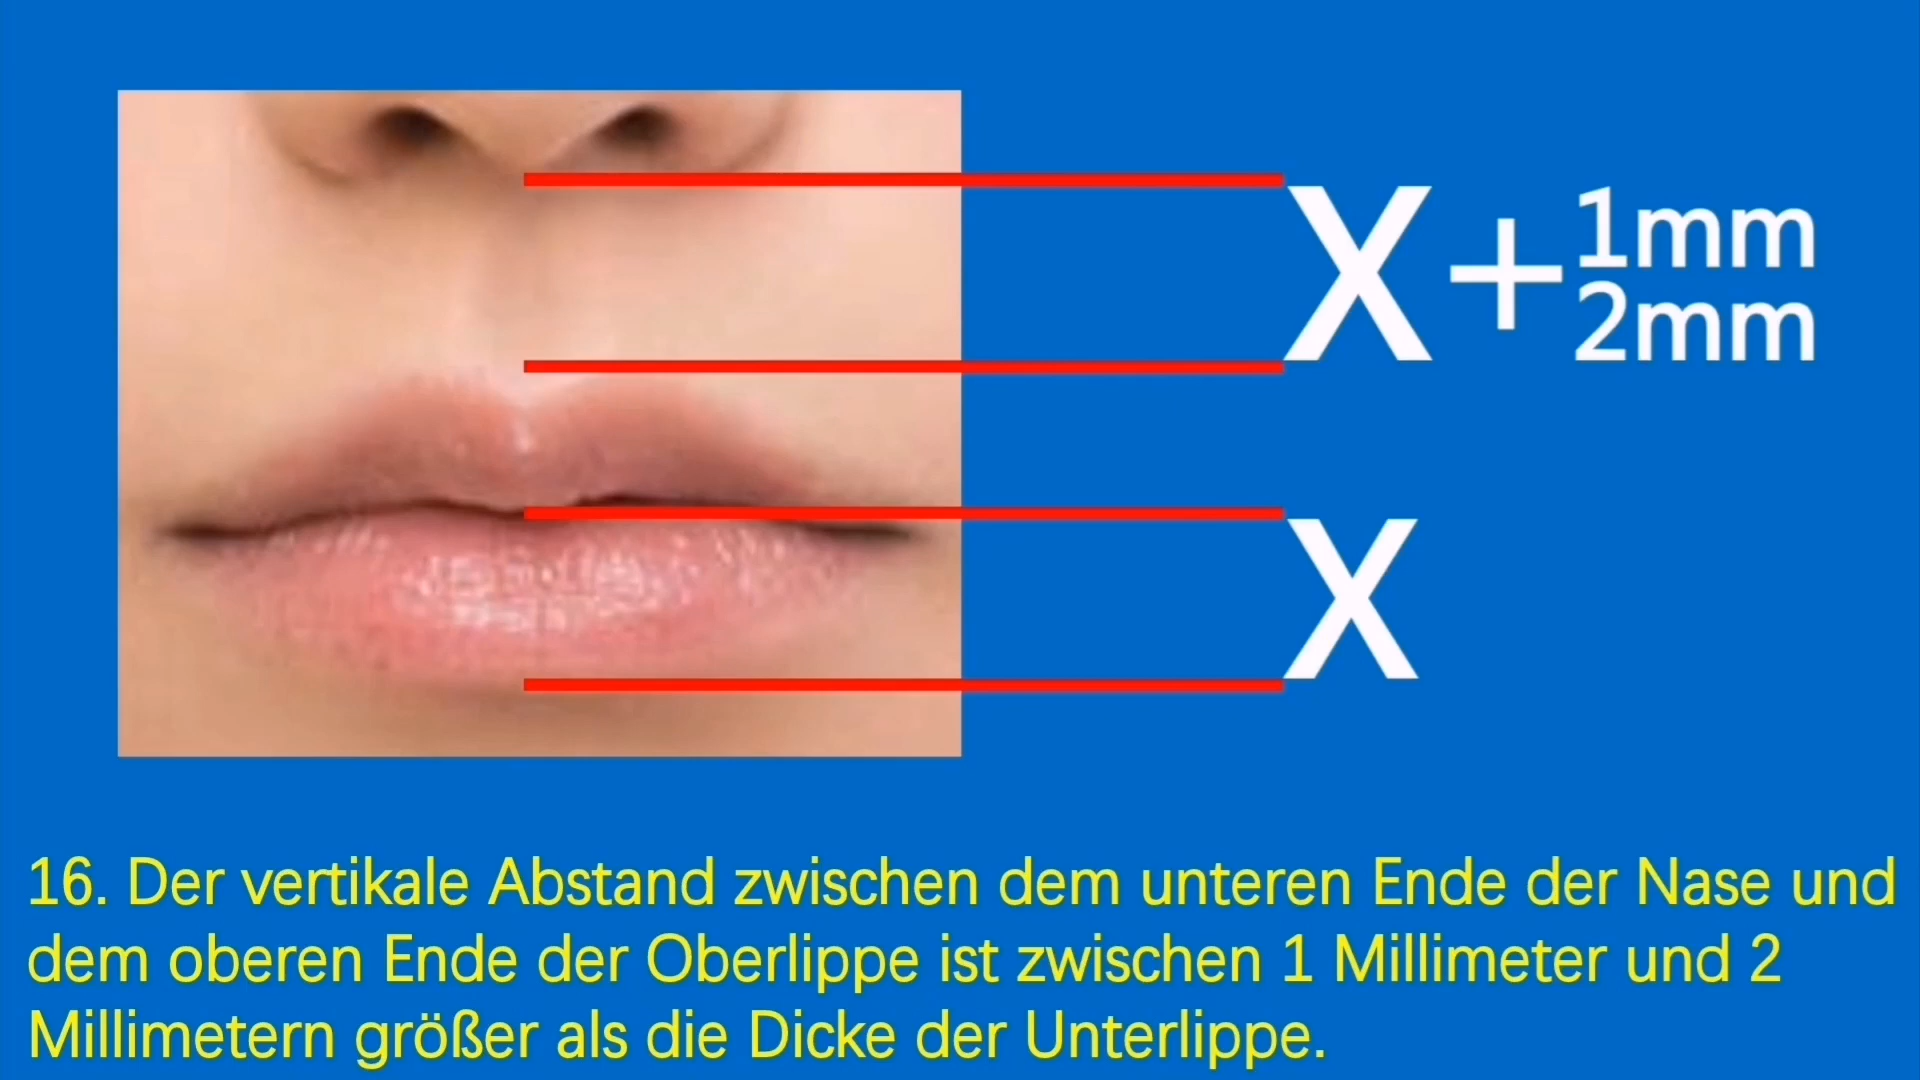 X+1mm
2mm
X
16. Der vertikale Abstand zwischen dem unteren Ende der Nase und
dem oberen Ende der Oberlippe ist zwischen 1 Millimeter und 2
Millimetern größer als die Dicke der Unterlippe.